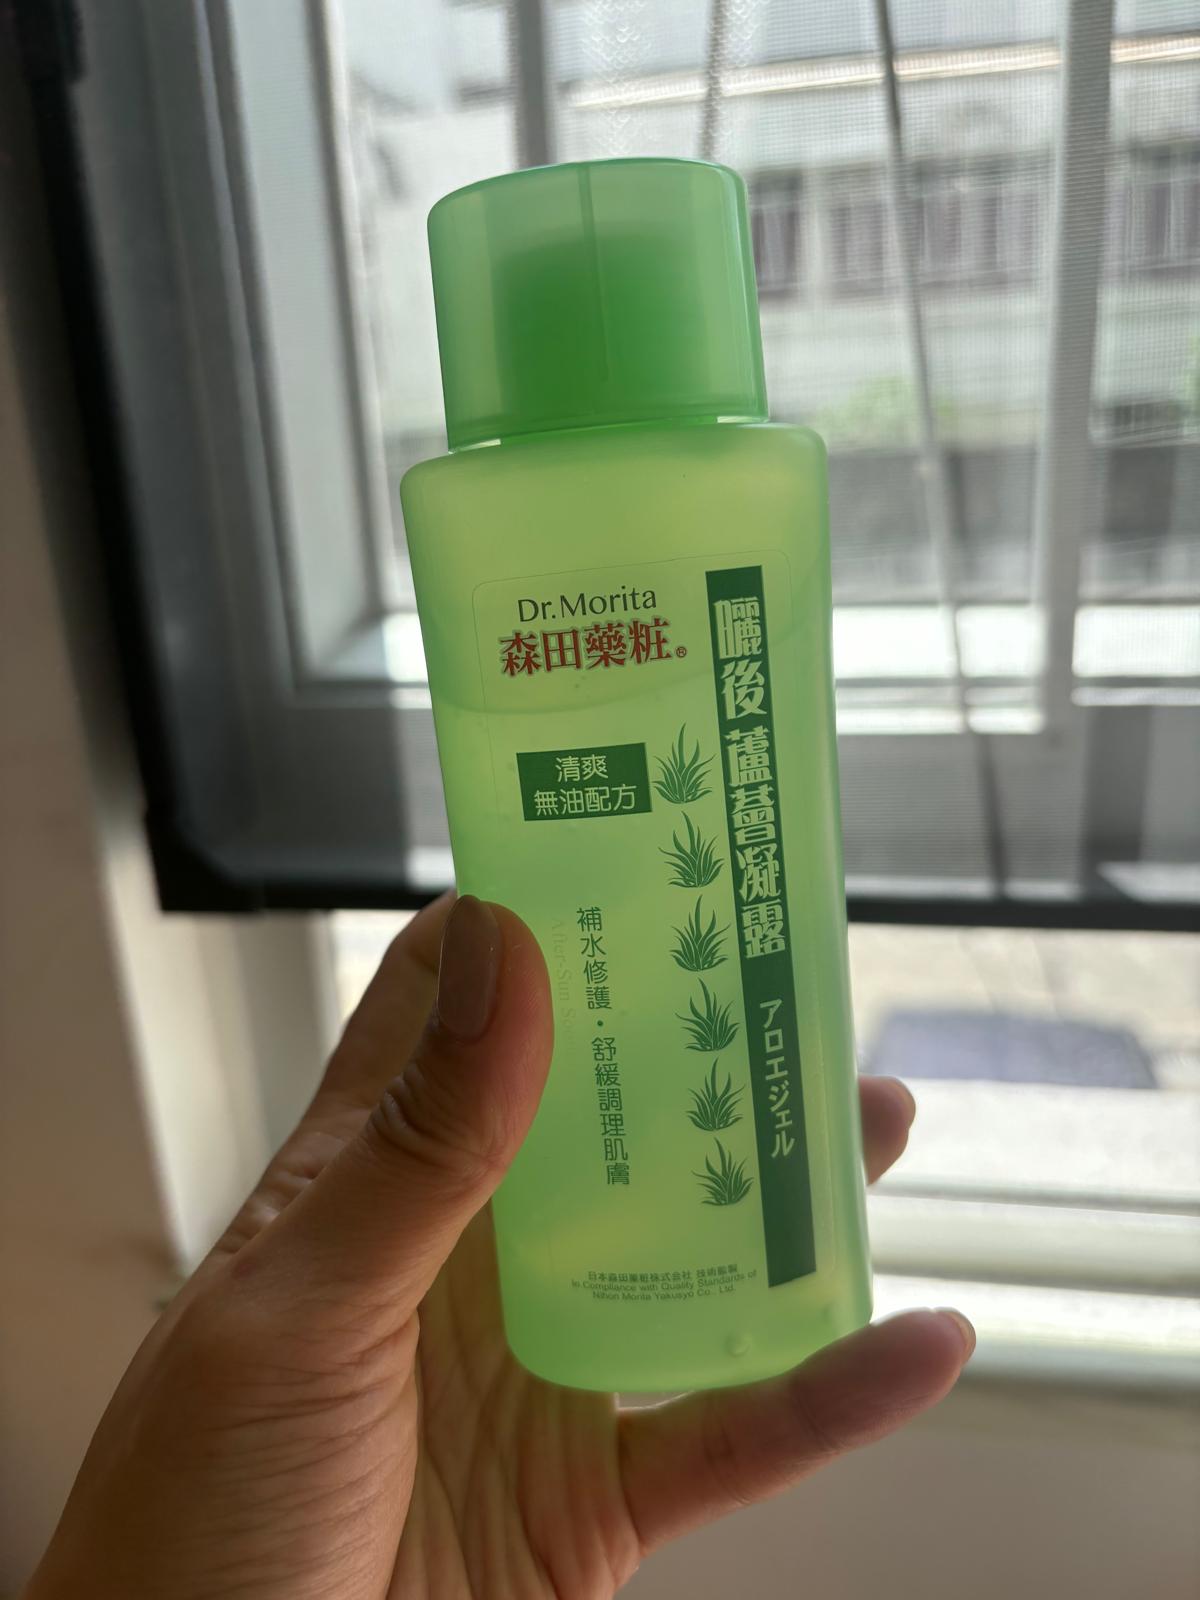 Dr.Morita
森田藥粧®
曬後蘆薈凝露 アロエジェル
清爽
無油配方
補水修護・舒緩調理肌膚
After-Sun
日本森田藥粧株式会社 技術監製
In Compliance with Quality Standards of
Nihon Morita Yakusyo Co., Ltd.